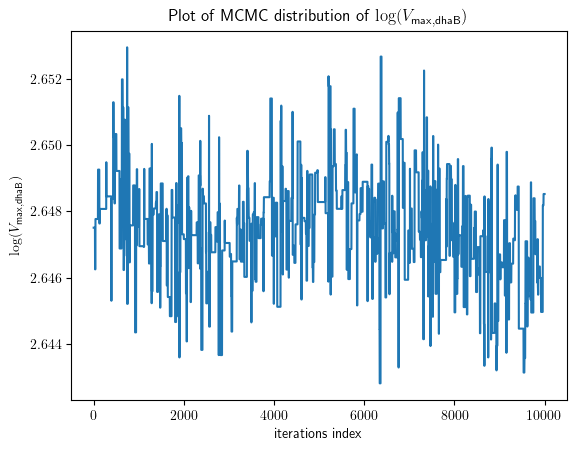 Plot of MCMC distribution of log(V_max,dhaB)
log(V_max,dhaB)
2.652
2.650
2.648
2.646
2.644
0 2000 4000 6000 8000 10000
iterations index